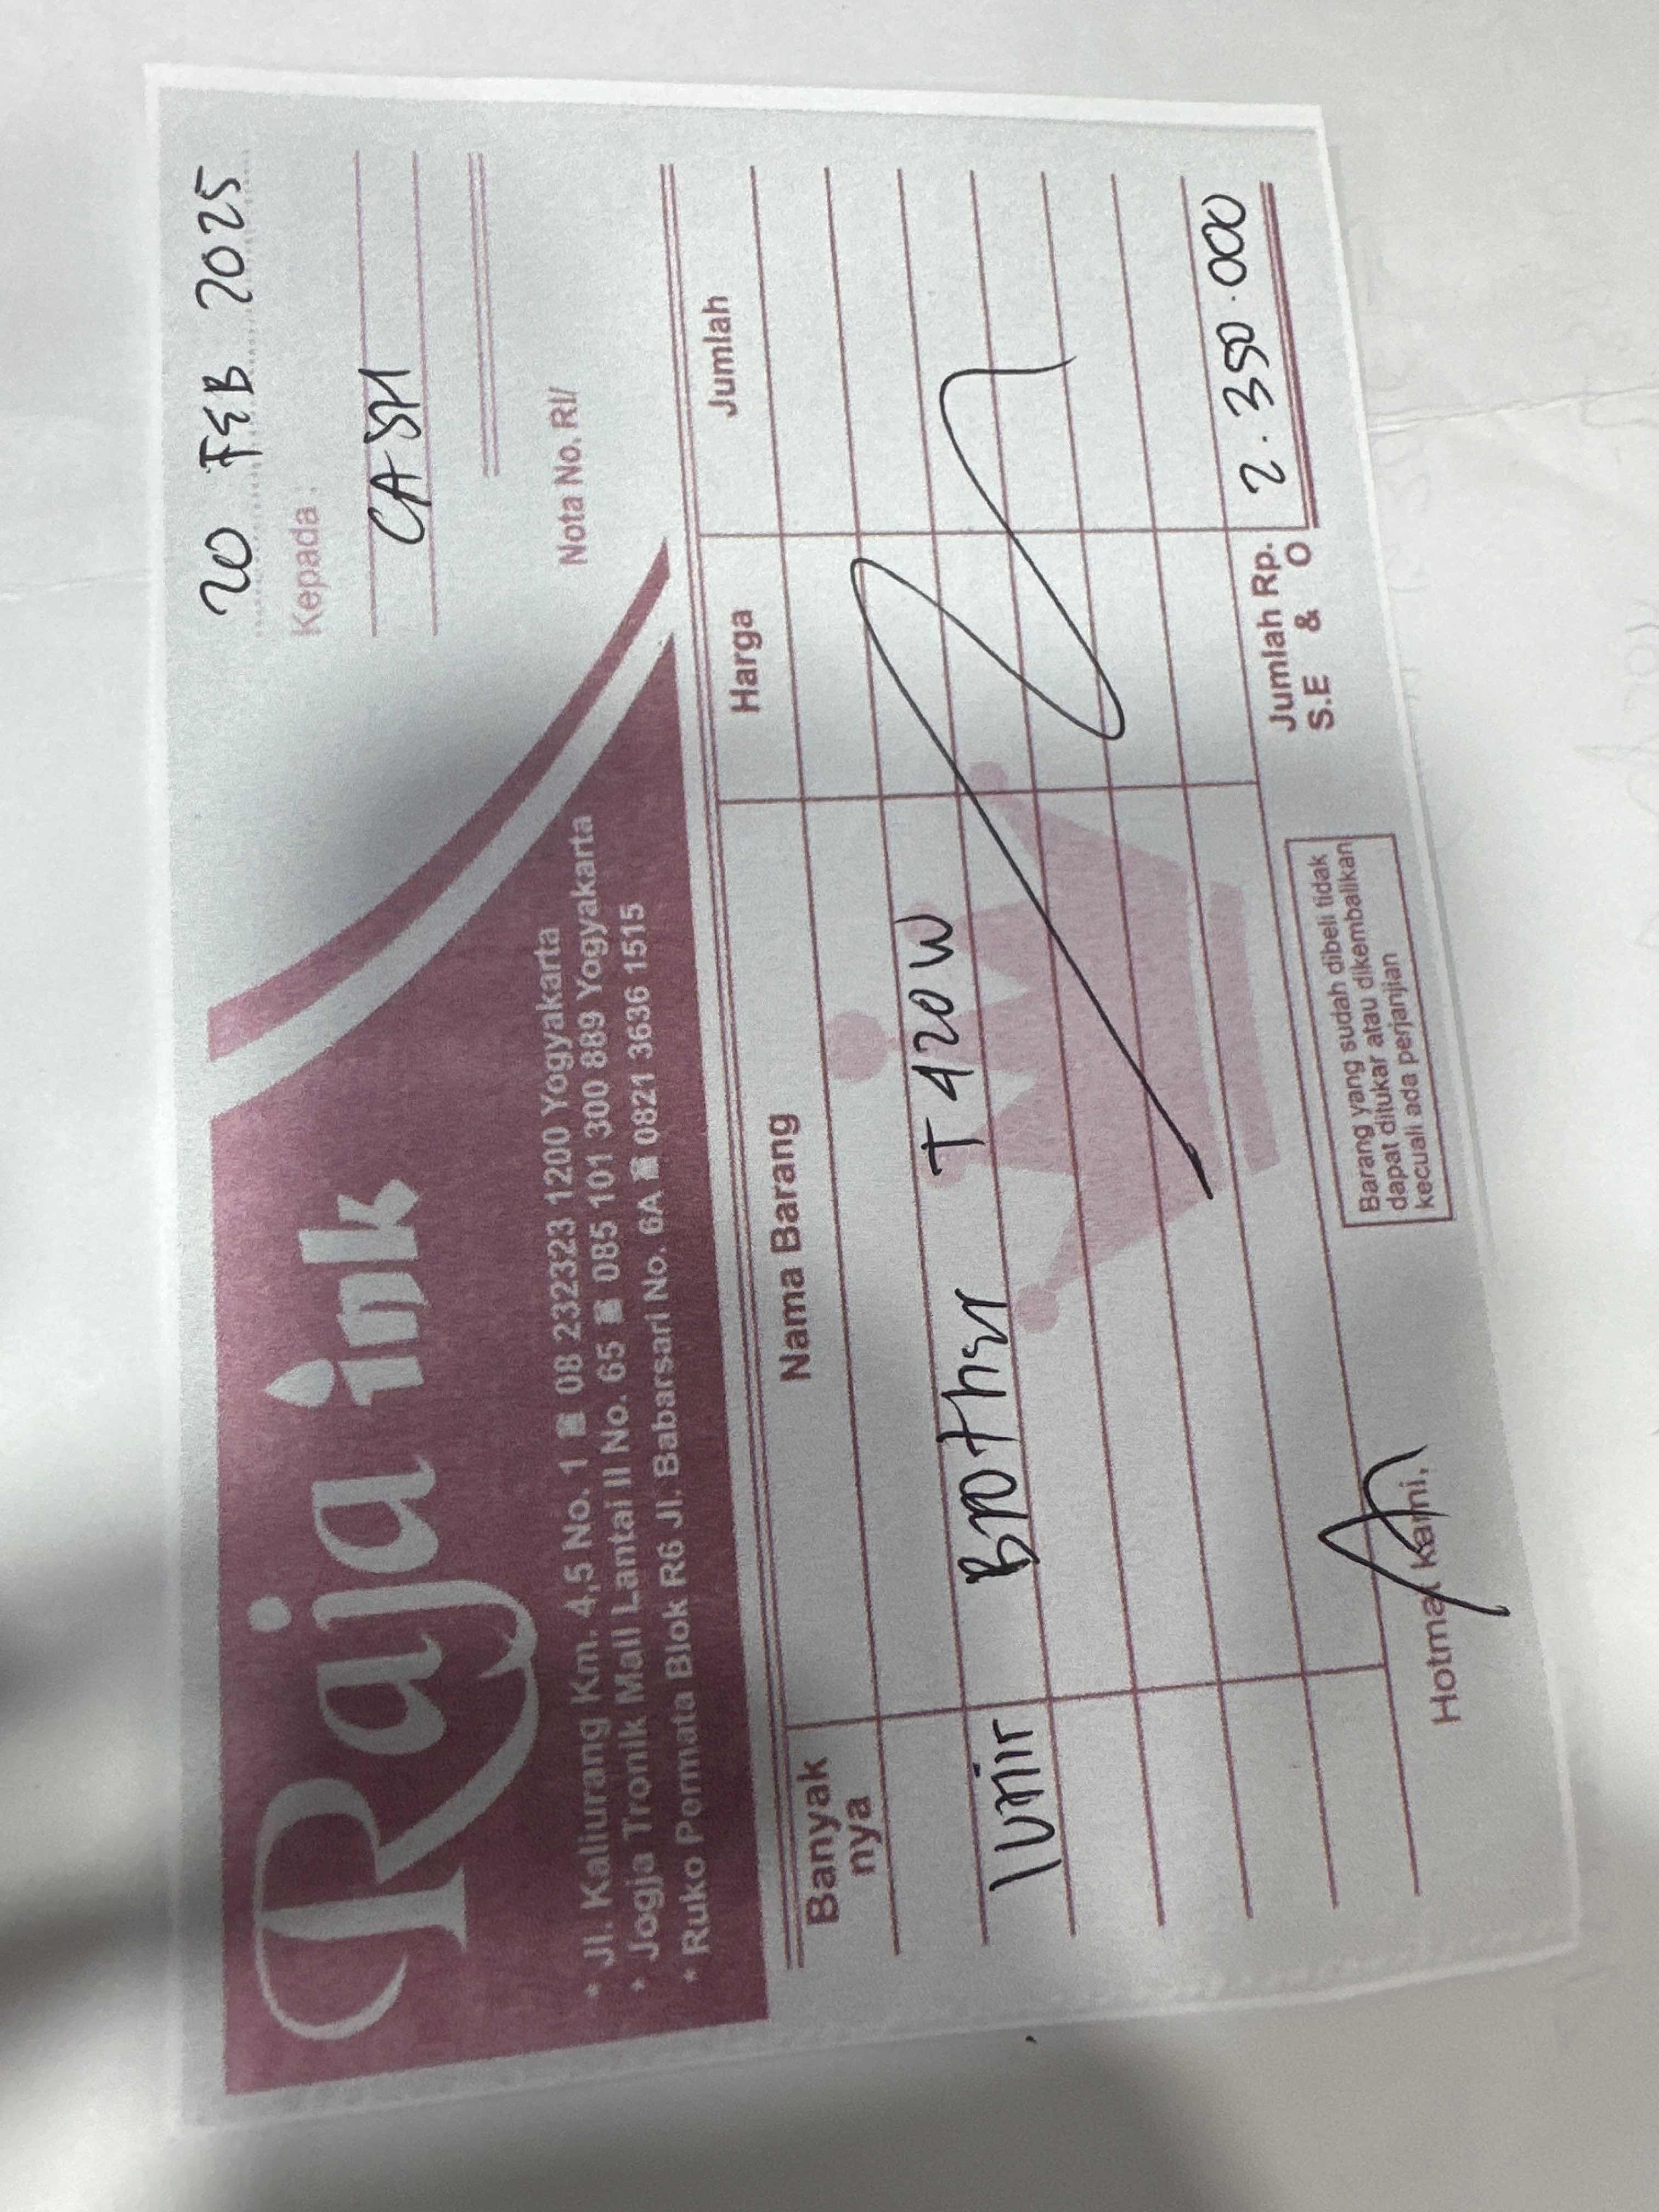 Raja ink
* Jl. Kaliurang Km. 4,5 No. 1 ☎ 08 232323 1200 Yogyakarta
* Jogja Tronik Mall Lantai II No. 65 ☎ 085 101 300 889 Yogyakarta
* Ruko Permata Blok R6 Jl. Babarsari No. 6A ☎ 0821 3636 1515
20 FEB 2025
Kepada :
CASH
Nota No. RI/
Banyak nya Nama Barang Harga Jumlah
1 unit Brother T420W
Jumlah Rp. 2.350.000
S.E & O
Barang yang sudah dibeli tidak
dapat ditukar atau dikembalikan
kecuali ada perjanjian
Hormat kami,